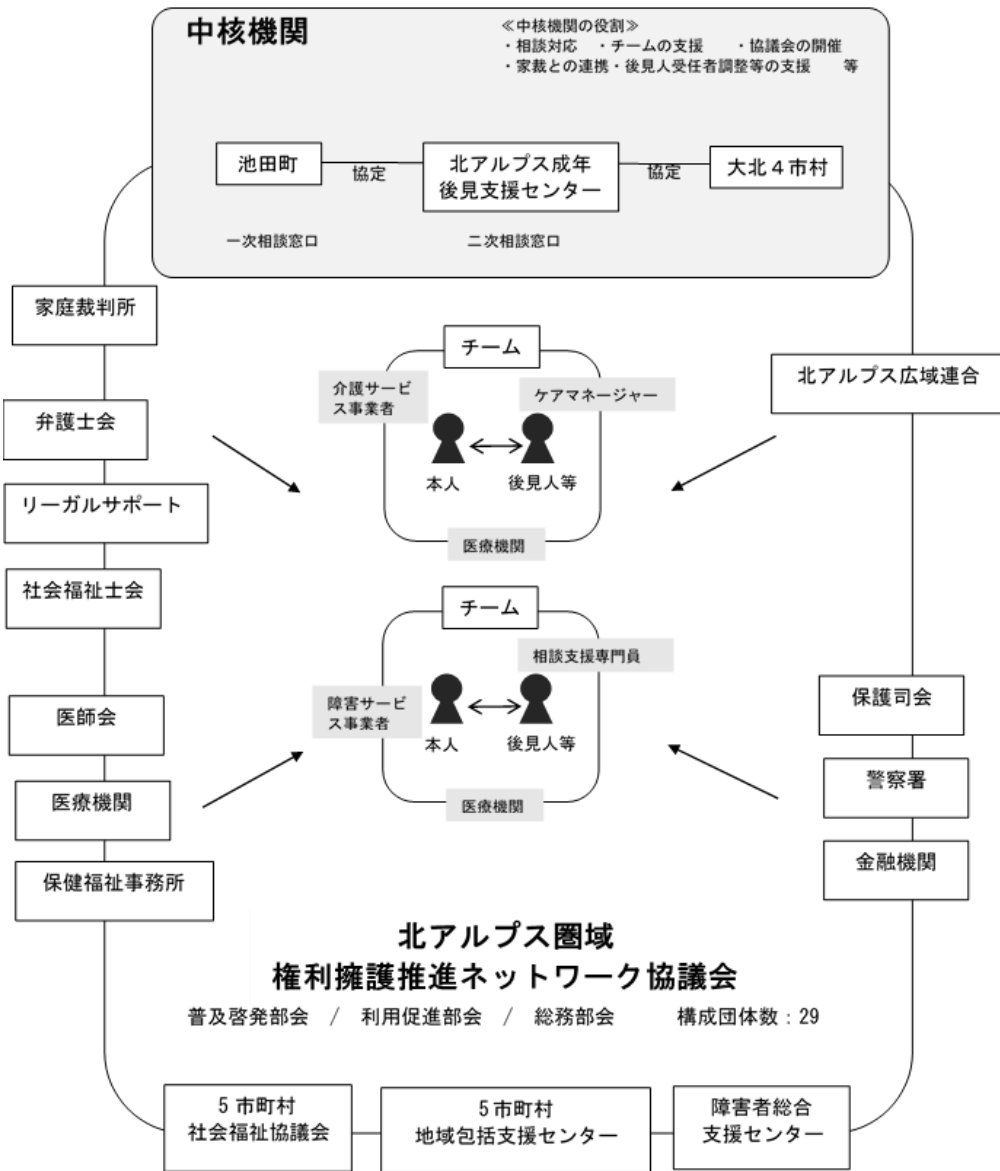 中核機関
≪中核機関の役割≫
・相談対応 ・チームの支援 ・協議会の開催
・家裁との連携・後見人受任者調整等の支援 等
池田町
協定
北アルプス成年
後見支援センター
協定
大北４市村
一次相談窓口
二次相談窓口
家庭裁判所
弁護士会
リーガルサポート
社会福祉士会
医師会
医療機関
保健福祉事務所
チーム
介護サービ
ス事業者
ケアマネージャー
本人
後見人等
医療機関
チーム
相談支援専門員
障害サービ
ス事業者
本人
後見人等
医療機関
北アルプス広域連合
保護司会
警察署
金融機関
北アルプス圏域
権利擁護推進ネットワーク協議会
普及啓発部会 / 利用促進部会 / 総務部会 構成団体数：29
5 市町村
社会福祉協議会
5 市町村
地域包括支援センター
障害者総合
支援センター